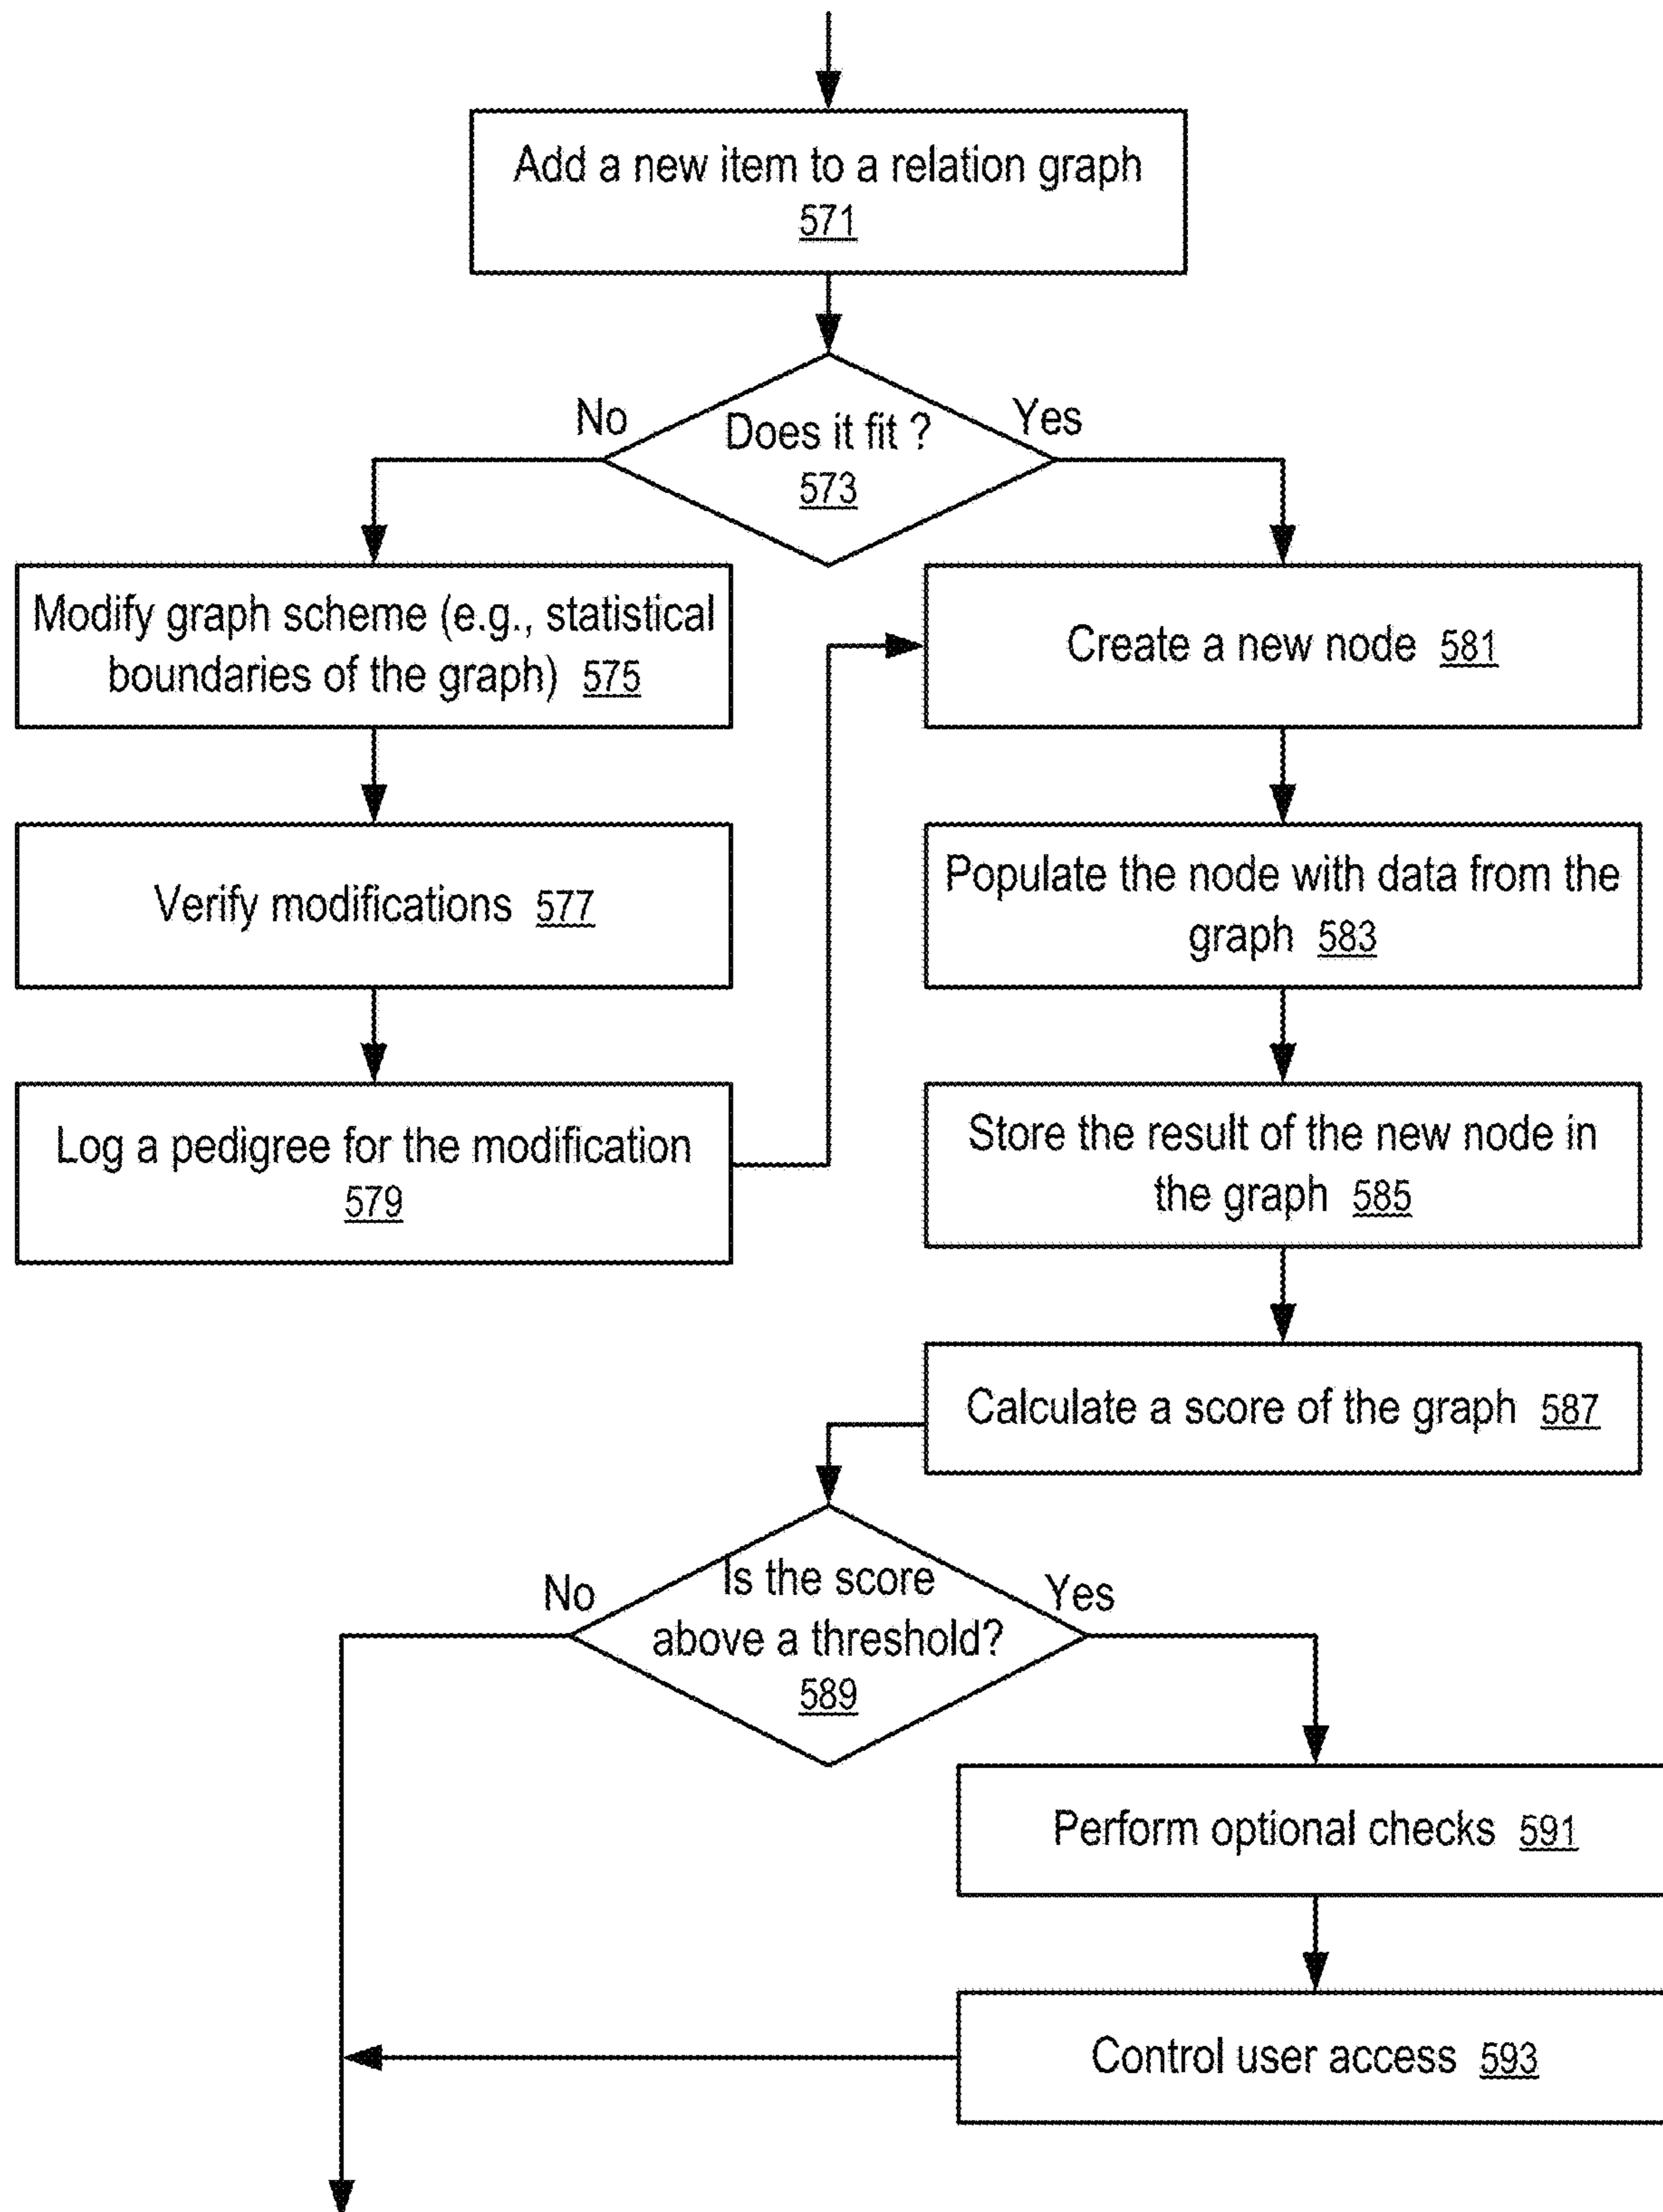 Add a new item to a relation graph
571
No
Does it fit ?
Yes
573
Modify graph scheme (e.g., statistical
boundaries of the graph) 575
Create a new node 581
Verify modifications 577
Populate the node with data from the
graph 583
Log a pedigree for the modification
579
Store the result of the new node in
the graph 585
Calculate a score of the graph 587
No
Is the score
Yes
above a threshold?
589
Perform optional checks 591
Control user access 593